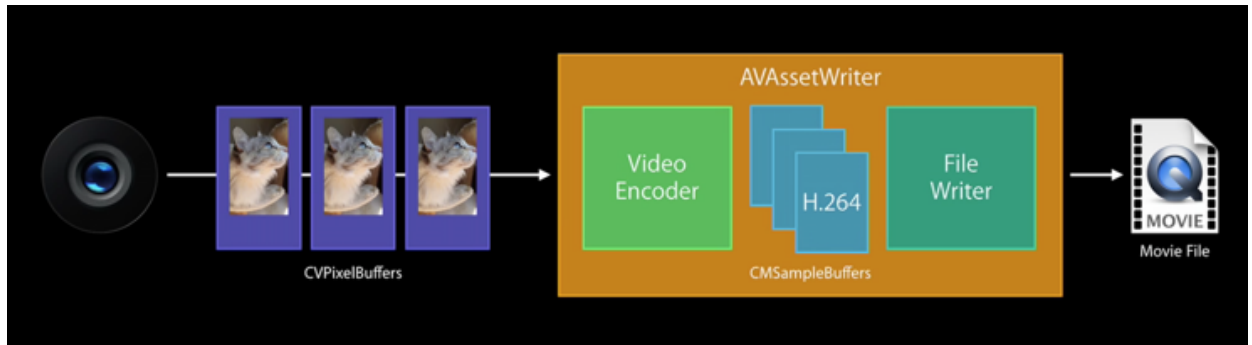 AVAssetWriter
Video
Encoder
H.264
File
Writer
CVPixelBuffers
CMSampleBuffers
MOVIE
Movie File